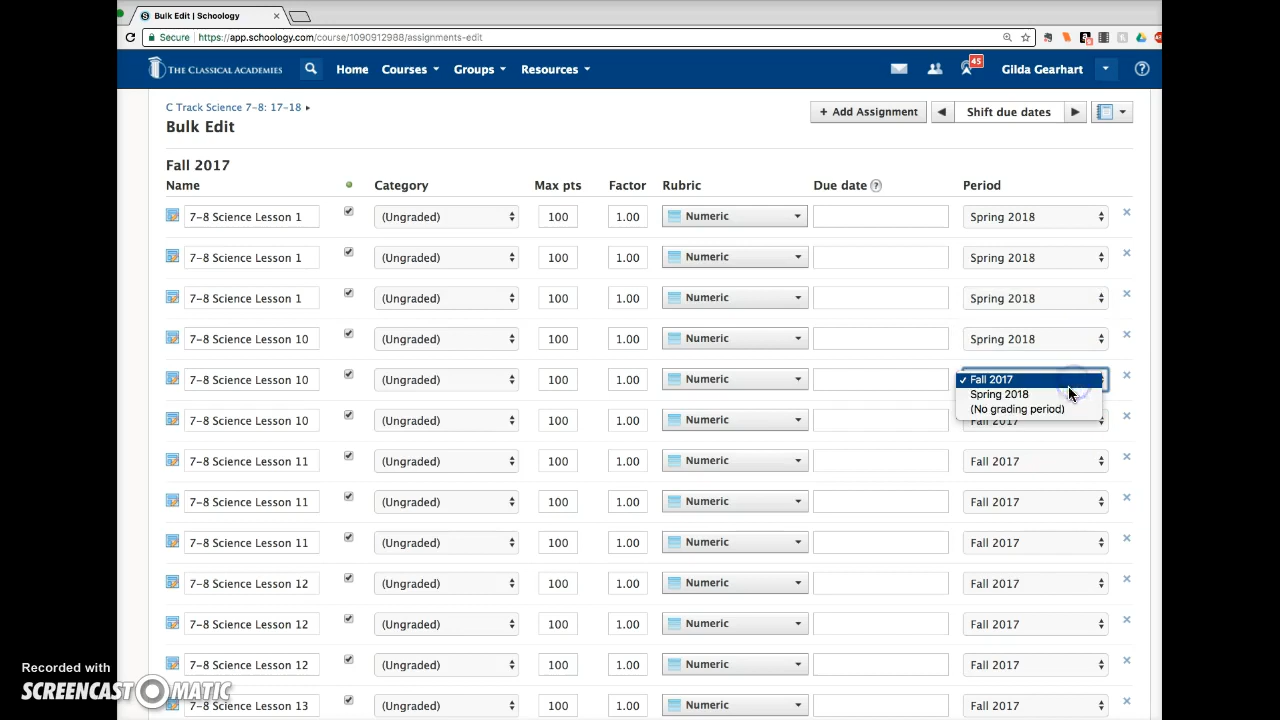 Bulk Edit | Schoology
Secure | https://app.schoology.com/course/1090912988/assignments-edit
THE CLASSICAL ACADEMIES Home Courses Groups Resources 45 Gilda Gearhart
C Track Science 7-8: 17-18
Bulk Edit
+ Add Assignment Shift due dates
Fall 2017
Name Category Max pts Factor Rubric Due date ? Period
7-8 Science Lesson 1 (Ungraded) 100 1.00 Numeric Spring 2018
7-8 Science Lesson 1 (Ungraded) 100 1.00 Numeric Spring 2018
7-8 Science Lesson 1 (Ungraded) 100 1.00 Numeric Spring 2018
7-8 Science Lesson 10 (Ungraded) 100 1.00 Numeric Spring 2018
7-8 Science Lesson 10 (Ungraded) 100 1.00 Numeric Fall 2017
Spring 2018
(No grading period)
7-8 Science Lesson 10 (Ungraded) 100 1.00 Numeric Fall 2017
7-8 Science Lesson 11 (Ungraded) 100 1.00 Numeric Fall 2017
7-8 Science Lesson 11 (Ungraded) 100 1.00 Numeric Fall 2017
7-8 Science Lesson 11 (Ungraded) 100 1.00 Numeric Fall 2017
7-8 Science Lesson 12 (Ungraded) 100 1.00 Numeric Fall 2017
7-8 Science Lesson 12 (Ungraded) 100 1.00 Numeric Fall 2017
7-8 Science Lesson 12 (Ungraded) 100 1.00 Numeric Fall 2017
7-8 Science Lesson 13 (Ungraded) 100 1.00 Numeric Fall 2017
Recorded with
SCREENCAST-O-MATIC